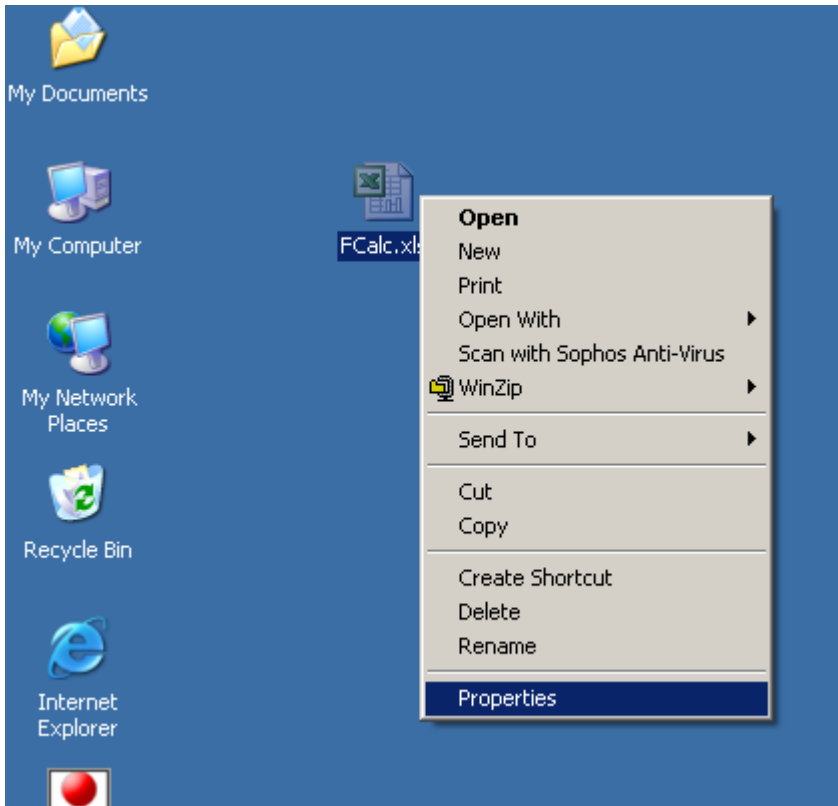 My Documents
My Computer
FCalc.xls
My Network
Places
Recycle Bin
Internet
Explorer
Open
New
Print
Open With
Scan with Sophos Anti-Virus
WinZip
Send To
Cut
Copy
Create Shortcut
Delete
Rename
Properties